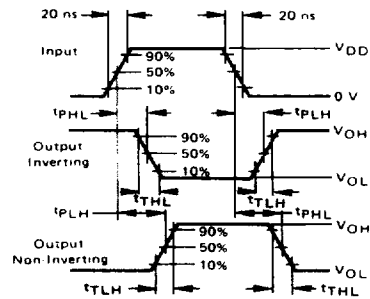 20 ns 20 ns
Input 90% VDD
50%
10% 0 V
tPHL tPLH
Output Inverting 90% VOH
50%
10%
tTHL tTLH VOL
tPLH tPHL
VOH
Output Non-Inverting 90%
50%
10% VOL
tTLH tTHL